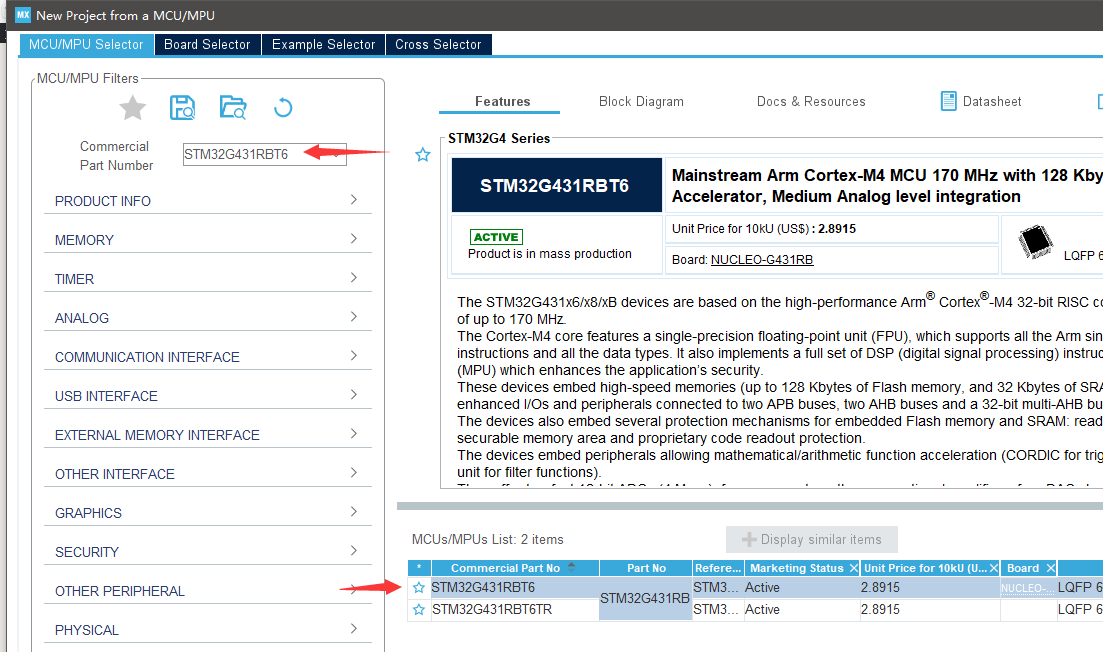 MX New Project from a MCU/MPU
MCU/MPU Selector Board Selector Example Selector Cross Selector
MCU/MPU Filters
Commercial
Part Number
STM32G431RBT6
PRODUCT INFO
MEMORY
TIMER
ANALOG
COMMUNICATION INTERFACE
USB INTERFACE
EXTERNAL MEMORY INTERFACE
OTHER INTERFACE
GRAPHICS
SECURITY
OTHER PERIPHERAL
PHYSICAL
Features Block Diagram Docs & Resources Datasheet
STM32G4 Series
STM32G431RBT6
Mainstream Arm Cortex-M4 MCU 170 MHz with 128 Kby
Accelerator, Medium Analog level integration
ACTIVE
Product is in mass production
Unit Price for 10kU (US$) : 2.8915
Board: NUCLEO-G431RB
LQFP 6
The STM32G431x6/x8/xB devices are based on the high-performance Arm® Cortex®-M4 32-bit RISC co
of up to 170 MHz.
The Cortex-M4 core features a single-precision floating-point unit (FPU), which supports all the Arm sin
instructions and all the data types. It also implements a full set of DSP (digital signal processing) instruc
(MPU) which enhances the application's security.
These devices embed high-speed memories (up to 128 Kbytes of Flash memory, and 32 Kbytes of SRA
enhanced I/Os and peripherals connected to two APB buses, two AHB buses and a 32-bit multi-AHB bu
The devices also embed several protection mechanisms for embedded Flash memory and SRAM: read
securable memory area and proprietary code readout protection.
The devices embed peripherals allowing mathematical/arithmetic function acceleration (CORDIC for trig
unit for filter functions).
MCUs/MPUs List: 2 items
Display similar items
* Commercial Part No Part No Refere... Marketing Status Unit Price for 10kU (U... Board
STM32G431RBT6 STM32G431RB STM3... Active 2.8915 NUCLEO-... LQFP 6
STM32G431RBT6TR STM3... Active 2.8915 LQFP 6